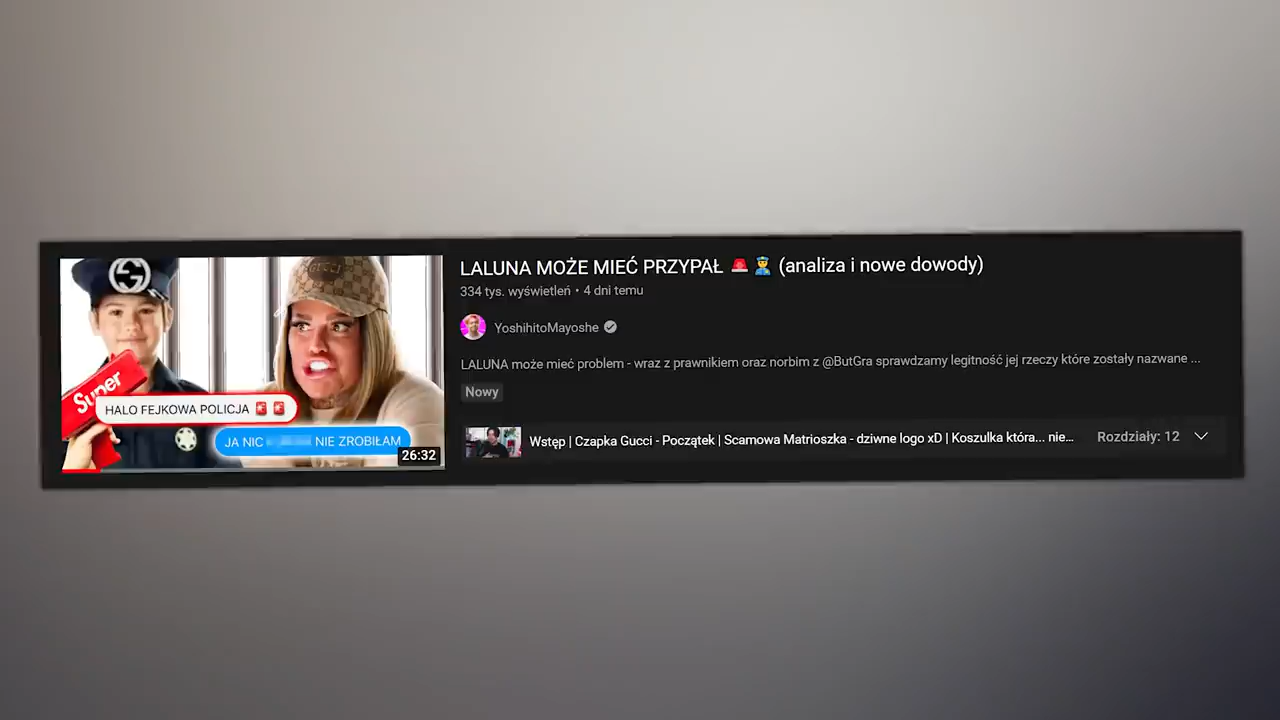 LALUNA MOŻE MIEĆ PRZYPAŁ 🚨 👮 (analiza i nowe dowody)
334 tys. wyświetleń • 4 dni temu
YoshihitoMayoshe
LALUNA może mieć problem - wraz z prawnikiem oraz norbim z @ButGra sprawdzamy legitność jej rzeczy które zostały nazwane ...
Nowy
Wstęp | Czapka Gucci - Początek | Scamowa Matrioszka - dziwne logo xD | Koszulka która... nie...
Rozdziały: 12
GUCCI
Super
HALO FEJKOWA POLICJA 🚨 🚨
JA NIC NIE ZROBIŁAM
26:32